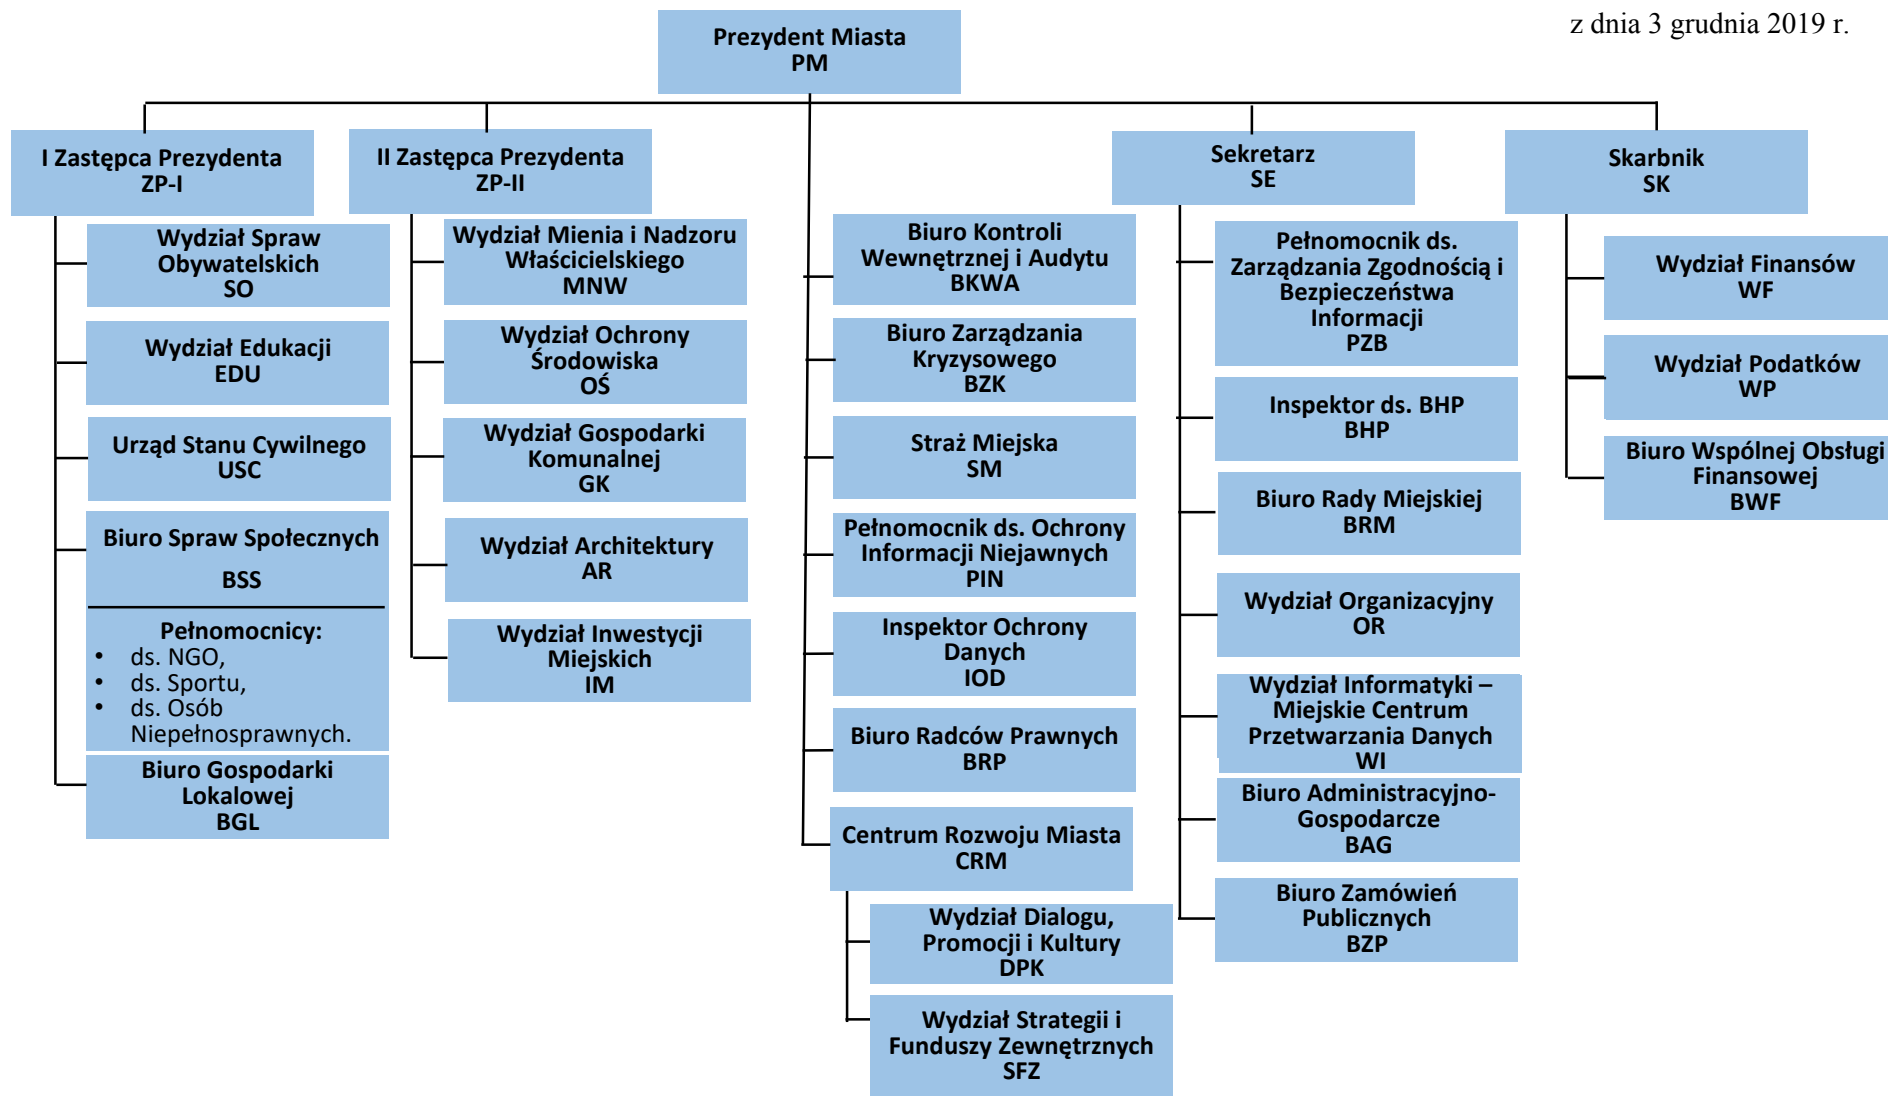 z dnia 3 grudnia 2019 r.
Prezydent Miasta
PM
I Zastępca Prezydenta
ZP-I
Wydział Spraw
Obywatelskich
SO
Wydział Edukacji
EDU
Urząd Stanu Cywilnego
USC
Biuro Spraw Społecznych
BSS
Pełnomocnicy:
• ds. NGO,
• ds. Sportu,
• ds. Osób
Niepełnosprawnych.
Biuro Gospodarki
Lokalowej
BGL
II Zastępca Prezydenta
ZP-II
Wydział Mienia i Nadzoru
Właścicielskiego
MNW
Wydział Ochrony
Środowiska
OŚ
Wydział Gospodarki
Komunalnej
GK
Wydział Architektury
AR
Wydział Inwestycji
Miejskich
IM
Biuro Kontroli
Wewnętrznej i Audytu
BKWA
Biuro Zarządzania
Kryzysowego
BZK
Straż Miejska
SM
Pełnomocnik ds. Ochrony
Informacji Niejawnych
PIN
Inspektor Ochrony
Danych
IOD
Biuro Radców Prawnych
BRP
Centrum Rozwoju Miasta
CRM
Wydział Dialogu,
Promocji i Kultury
DPK
Wydział Strategii i
Funduszy Zewnętrznych
SFZ
Sekretarz
SE
Pełnomocnik ds.
Zarządzania Zgodnością i
Bezpieczeństwa
Informacji
PZB
Inspektor ds. BHP
BHP
Biuro Rady Miejskiej
BRM
Wydział Organizacyjny
OR
Wydział Informatyki –
Miejskie Centrum
Przetwarzania Danych
WI
Biuro Administracyjno-
Gospodarcze
BAG
Biuro Zamówień
Publicznych
BZP
Skarbnik
SK
Wydział Finansów
WF
Wydział Podatków
WP
Biuro Wspólnej Obsługi
Finansowej
BWF